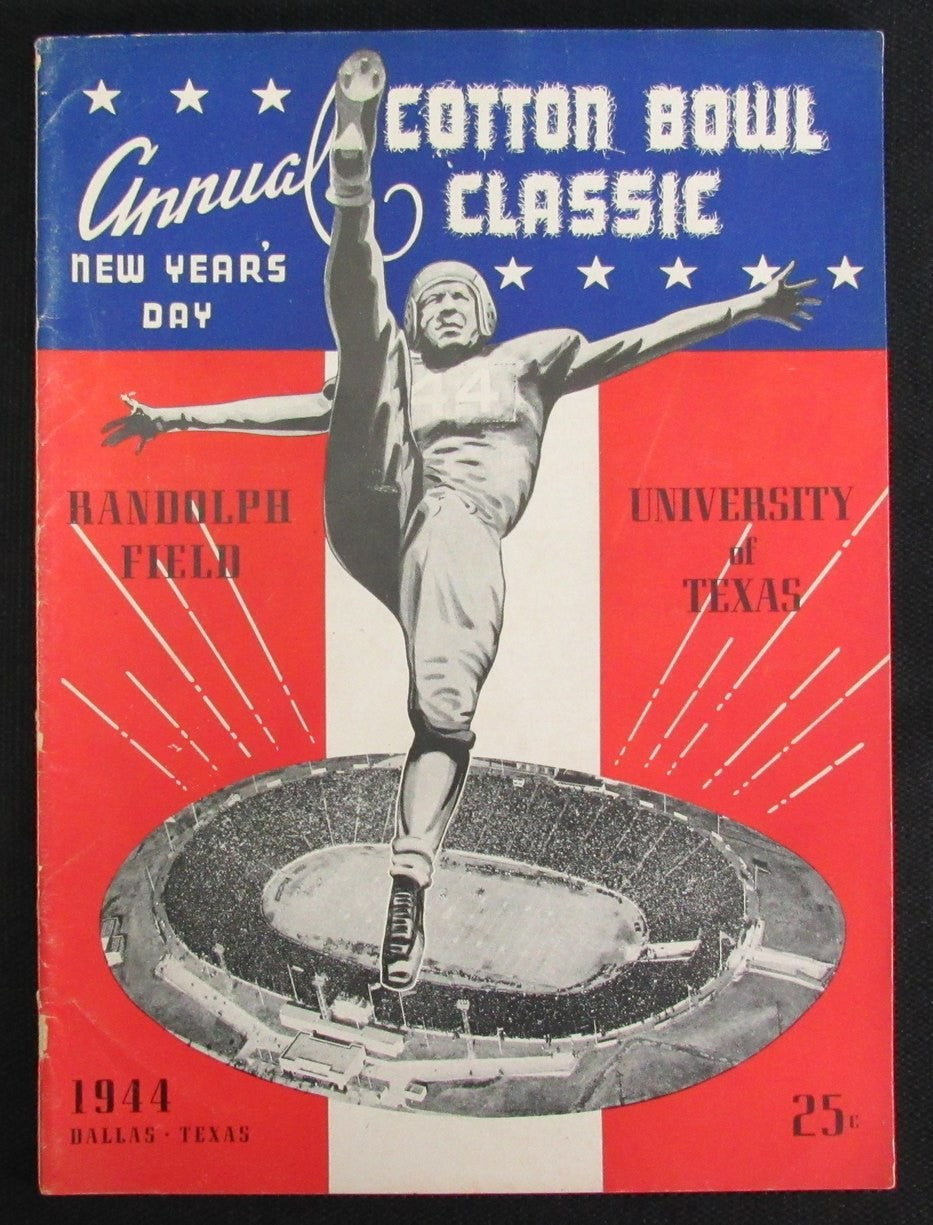 Annual
COTTON BOWL
CLASSIC
NEW YEAR'S
DAY
44
RANDOLPH
FIELD
UNIVERSITY
of
TEXAS
1944
DALLAS · TEXAS
25c